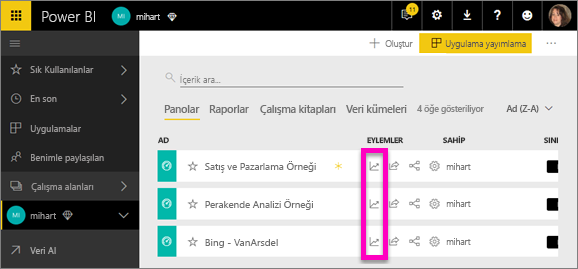 Power BI MI mihart 11 ?
Oluştur Uygulama yayımlama
Sık Kullanılanlar
En son
Uygulamalar
Benimle paylaşılan
Çalışma alanları
MI mihart
Veri Al
İçerik ara...
Panolar Raporlar Çalışma kitapları Veri kümeleri 4 öğe gösteriliyor Ad (Z-A)
AD EYLEMLER SAHİP SINI
Satış ve Pazarlama Örneği mihart
Perakende Analizi Örneği mihart
Bing - VanArsdel mihart